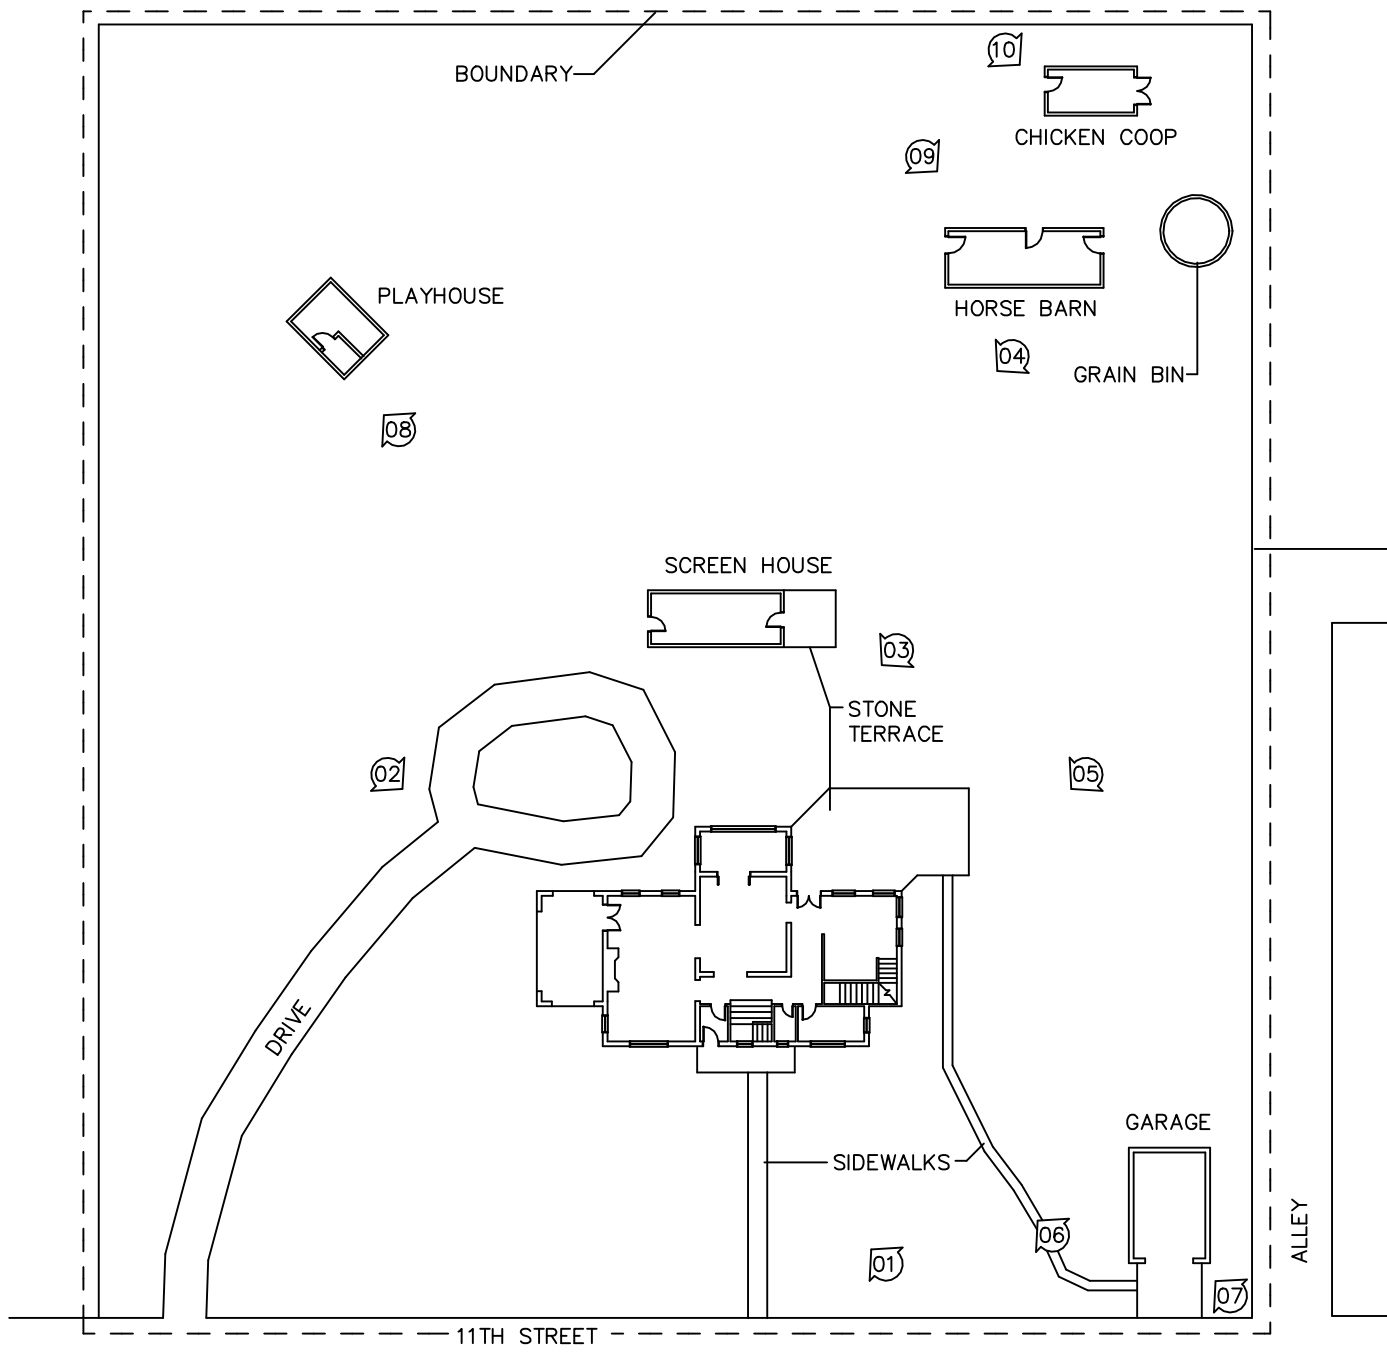 10
BOUNDARY
CHICKEN COOP
09
PLAYHOUSE
HORSE BARN
04
GRAIN BIN
08
SCREEN HOUSE
03
STONE
TERRACE
02
05
DRIVE
GARAGE
SIDEWALKS
ALLEY
06
01
07
11TH STREET